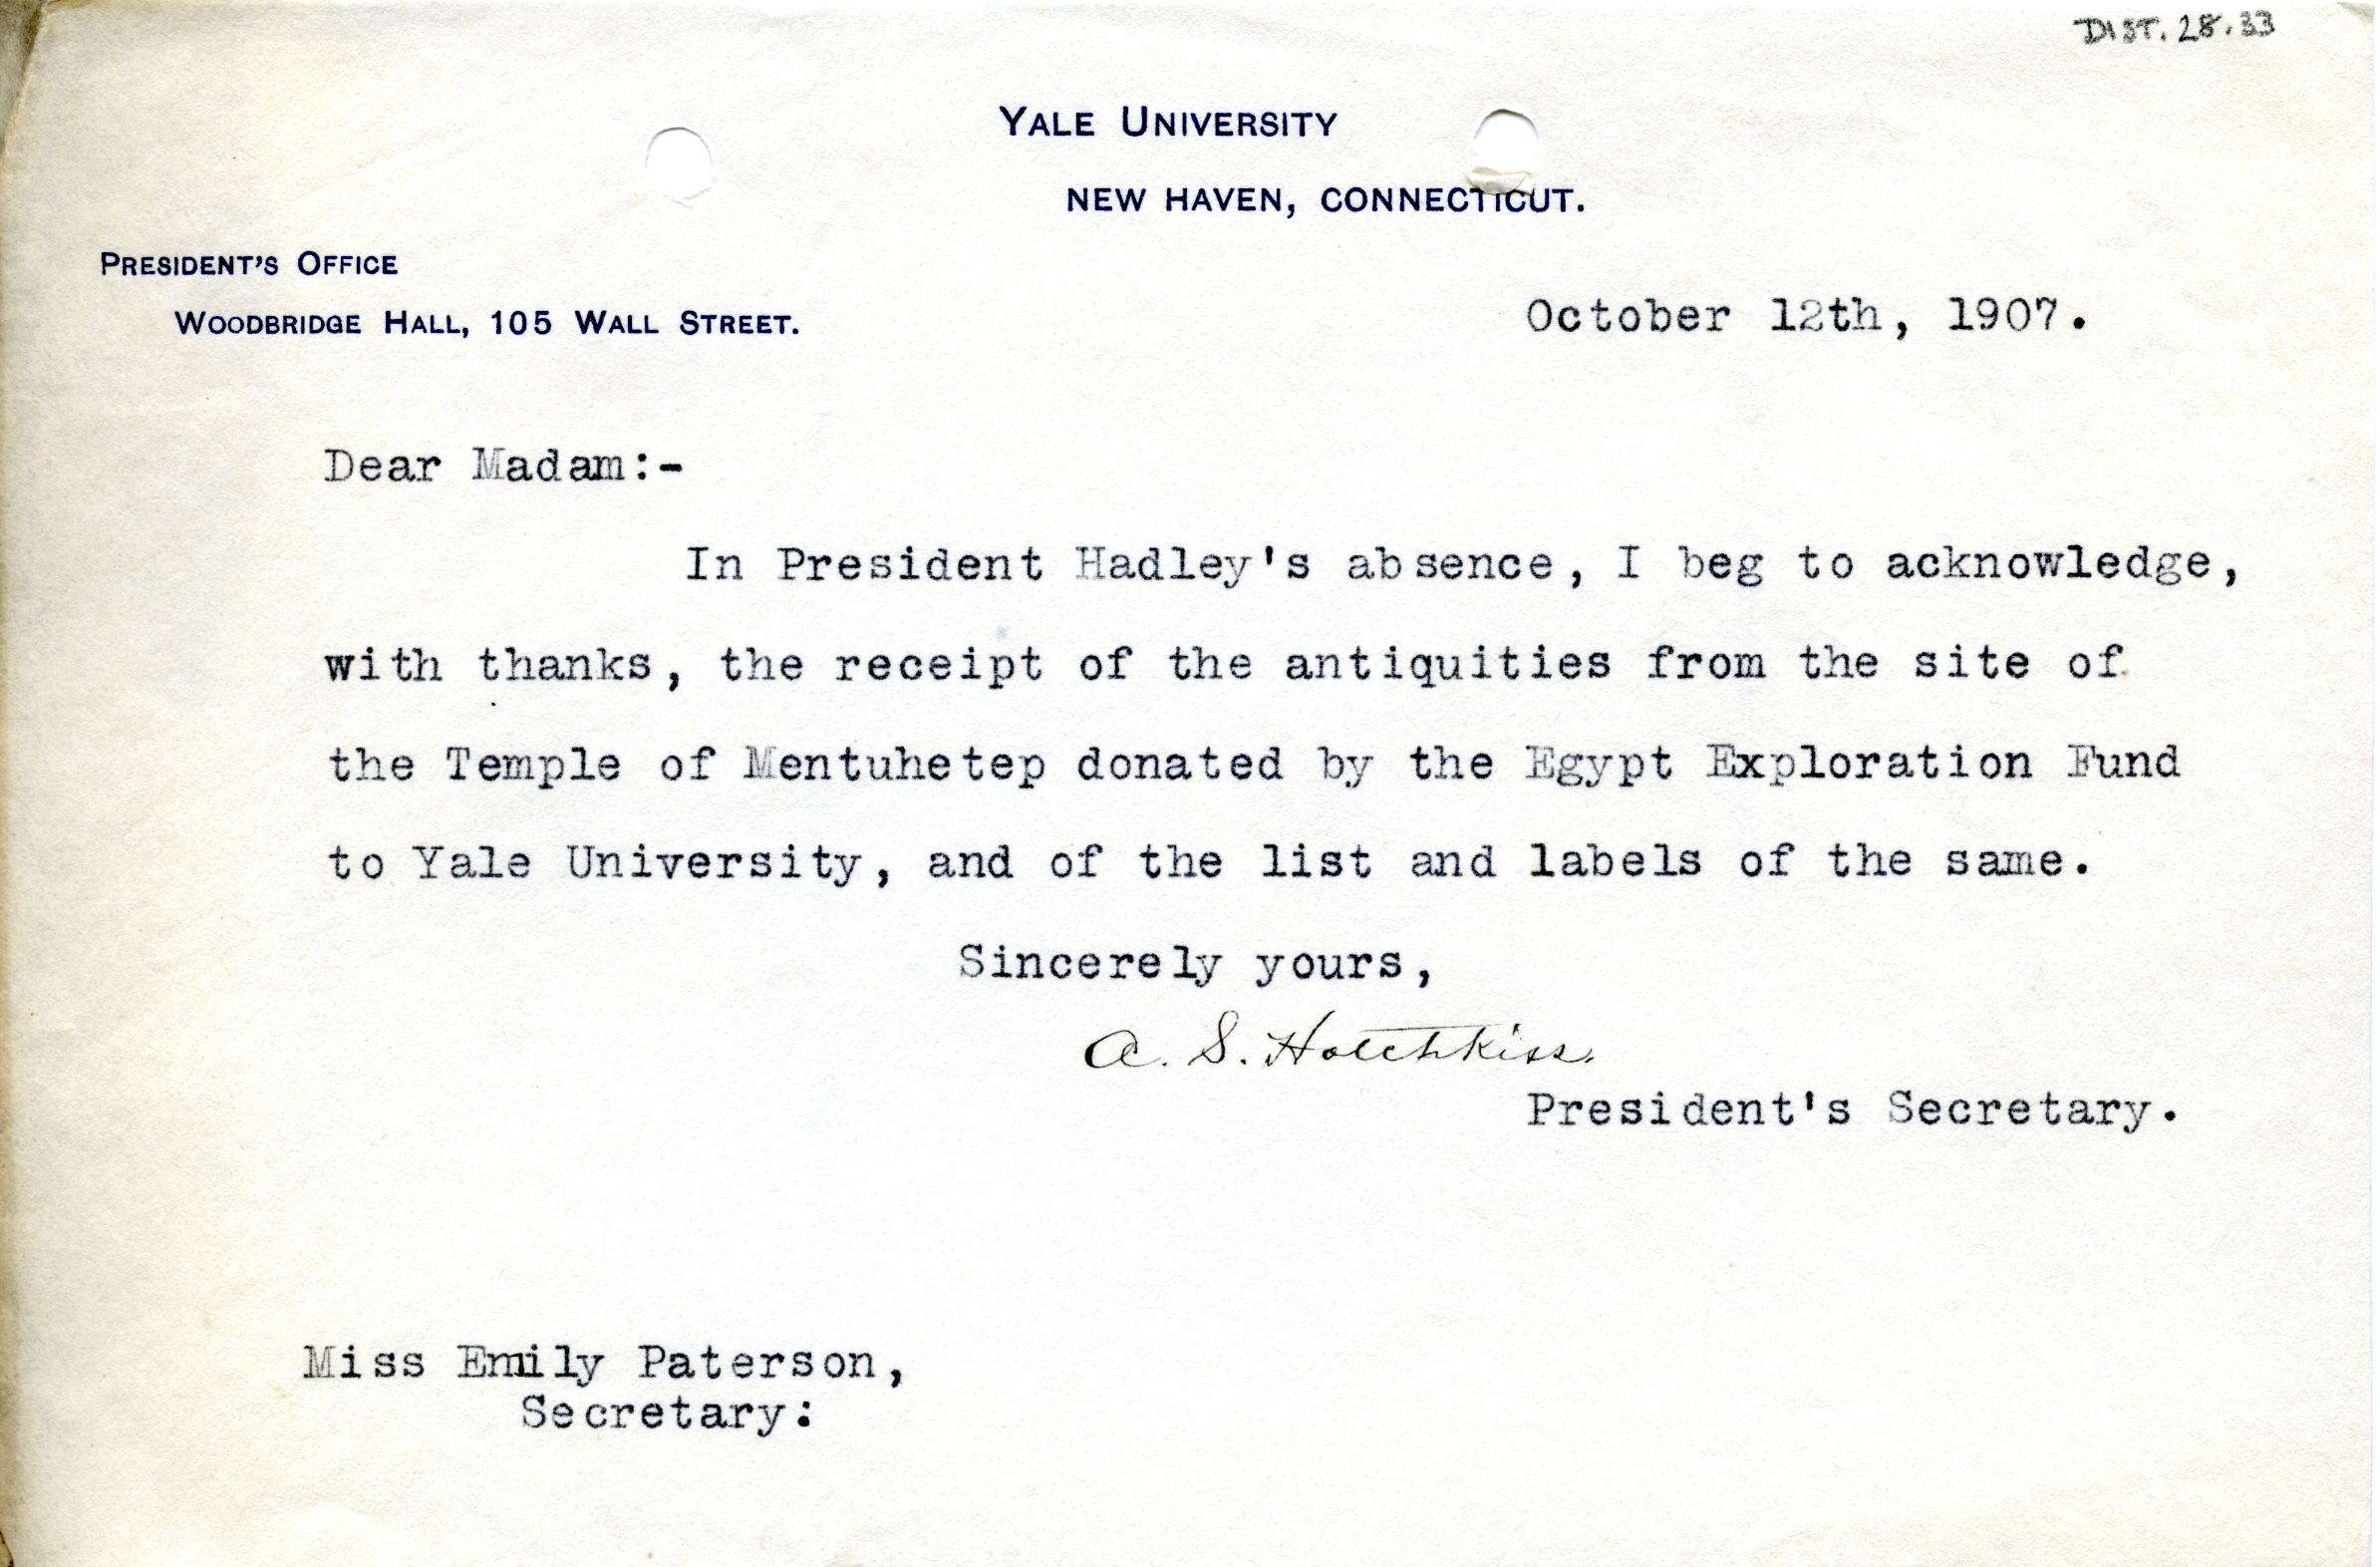 DIST. 28.33
YALE UNIVERSITY
NEW HAVEN, CONNECTICUT.
PRESIDENT'S OFFICE
WOODBRIDGE HALL, 105 WALL STREET.
October 12th, 1907.
Dear Madam:-
In President Hadley's absence, I beg to acknowledge,
with thanks, the receipt of the antiquities from the site of
the Temple of Mentuhetep donated by the Egypt Exploration Fund
to Yale University, and of the list and labels of the same.
Sincerely yours,
A. S. Hotchkiss.
President's Secretary.
Miss Emily Paterson,
Secretary: